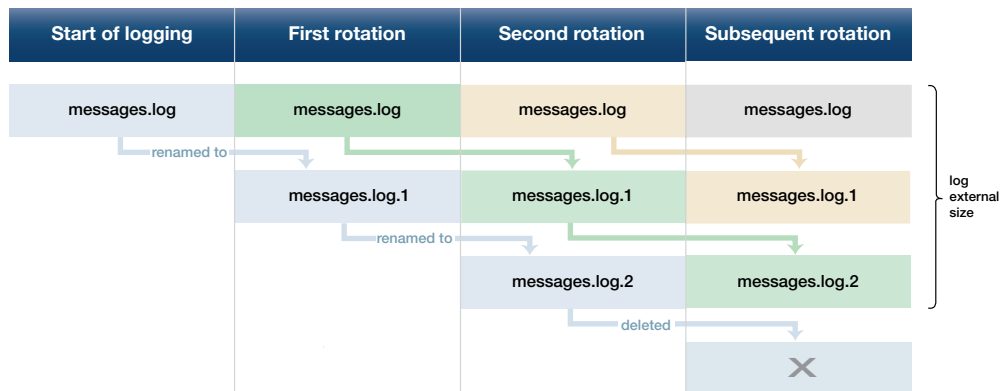 Start of logging
First rotation
Second rotation
Subsequent rotation
messages.log
messages.log
messages.log
messages.log
renamed to
messages.log.1
messages.log.1
messages.log.1
log
external
size
renamed to
messages.log.2
messages.log.2
deleted
X